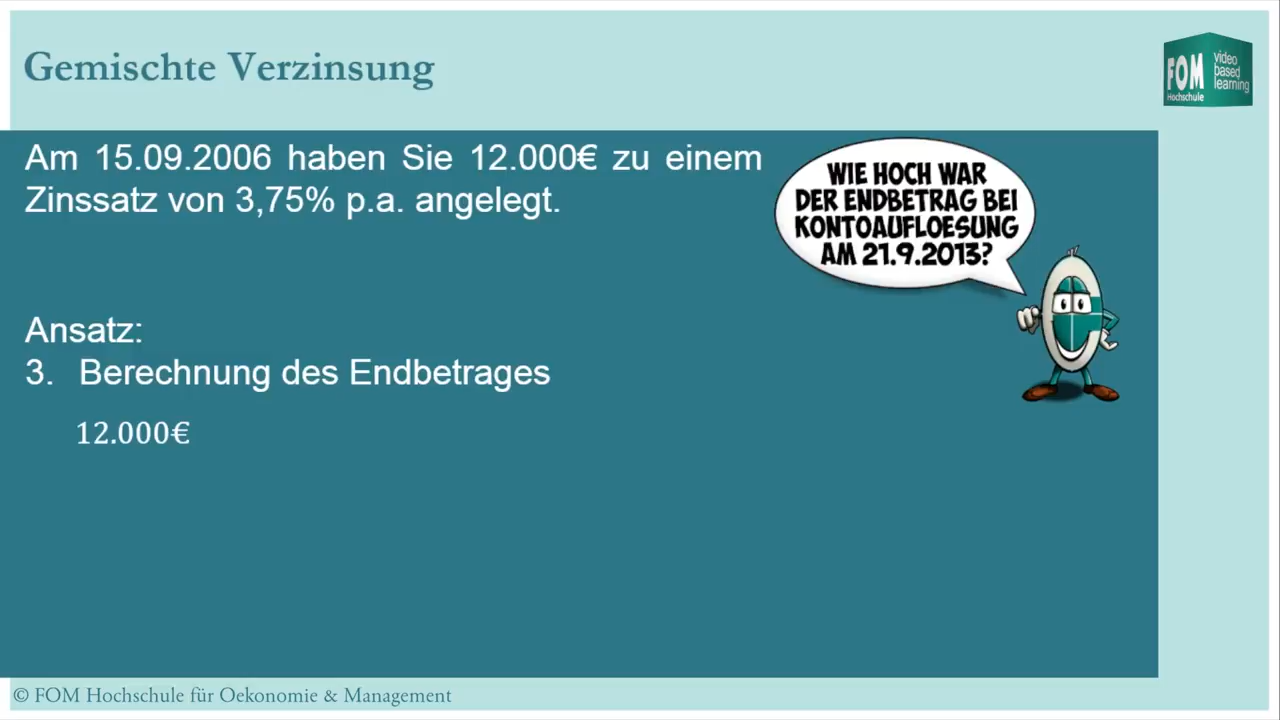 Gemischte Verzinsung
FOM
Hochschule
video
based
learning
Am 15.09.2006 haben Sie 12.000€ zu einem
Zinssatz von 3,75% p.a. angelegt.
WIE HOCH WAR
DER ENDBETRAG BEI
KONTOAUFLOESUNG
AM 21.9.2013?
Ansatz:
3. Berechnung des Endbetrages
12.000€
© FOM Hochschule für Oekonomie & Management